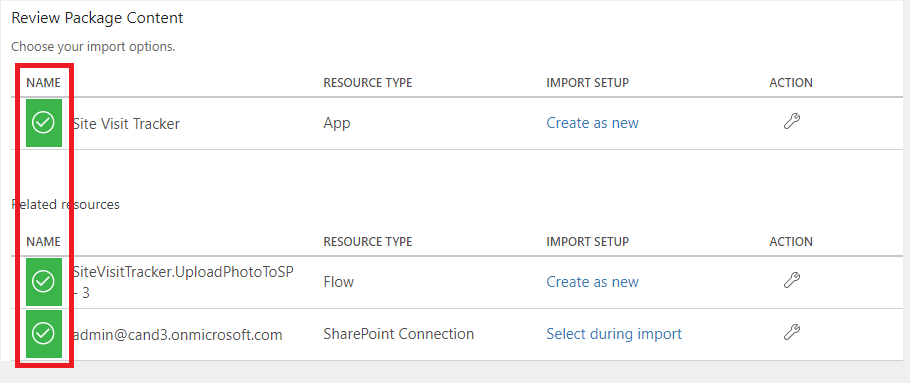 Review Package Content
Choose your import options.
NAME RESOURCE TYPE IMPORT SETUP ACTION
Site Visit Tracker App Create as new
Related resources
NAME RESOURCE TYPE IMPORT SETUP ACTION
SiteVisitTracker.UploadPhotoToSP
- 3 Flow Create as new
admin@cand3.onmicrosoft.com SharePoint Connection Select during import